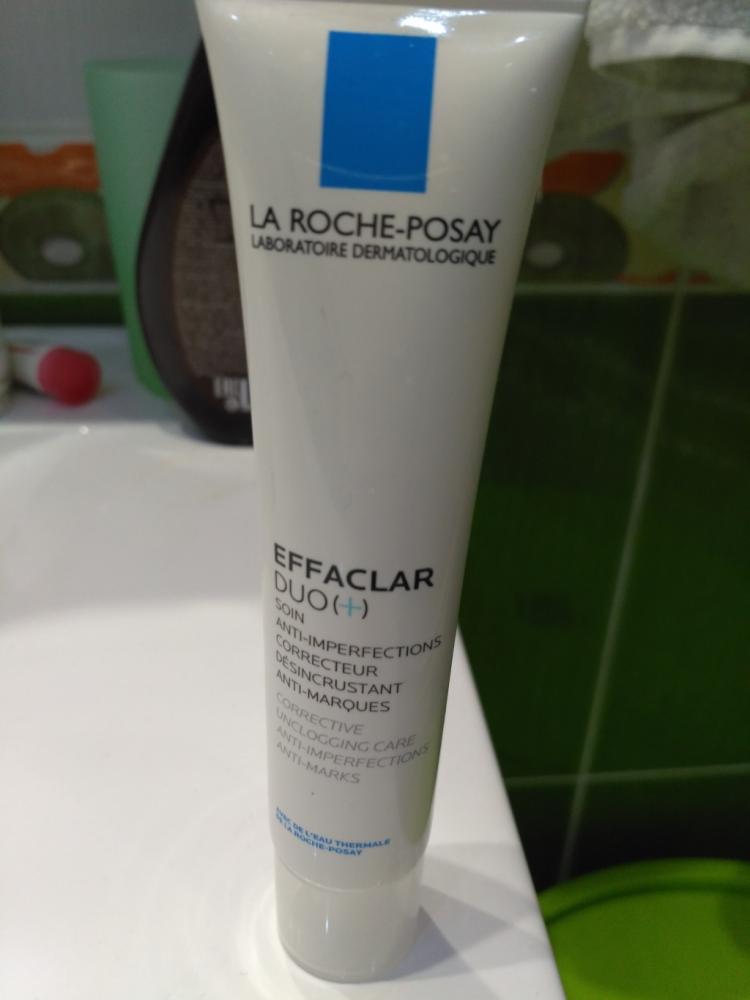 LA ROCHE-POSAY
LABORATOIRE DERMATOLOGIQUE
EFFACLAR
DUO(+)
SOIN
ANTI-IMPERFECTIONS
CORRECTEUR
DÉSINCRUSTANT
ANTI-MARQUES
CORRECTIVE
UNCLOGGING CARE
ANTI-IMPERFECTIONS
ANTI-MARKS
AVEC DE L'EAU THERMALE
DE LA ROCHE-POSAY